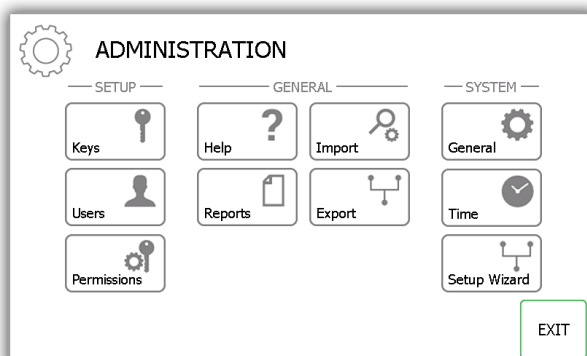 ADMINISTRATION
SETUP GENERAL SYSTEM
Keys Help Import General
Users Reports Export Time
Permissions Setup Wizard
EXIT